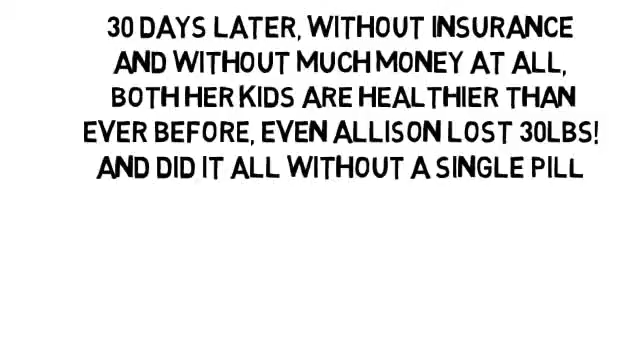 30 DAYS LATER, WITHOUT INSURANCE
AND WITHOUT MUCH MONEY AT ALL,
BOTH HER KIDS ARE HEALTHIER THAN
EVER BEFORE, EVEN ALLISON LOST 30LBS!
AND DID IT ALL WITHOUT A SINGLE PILL